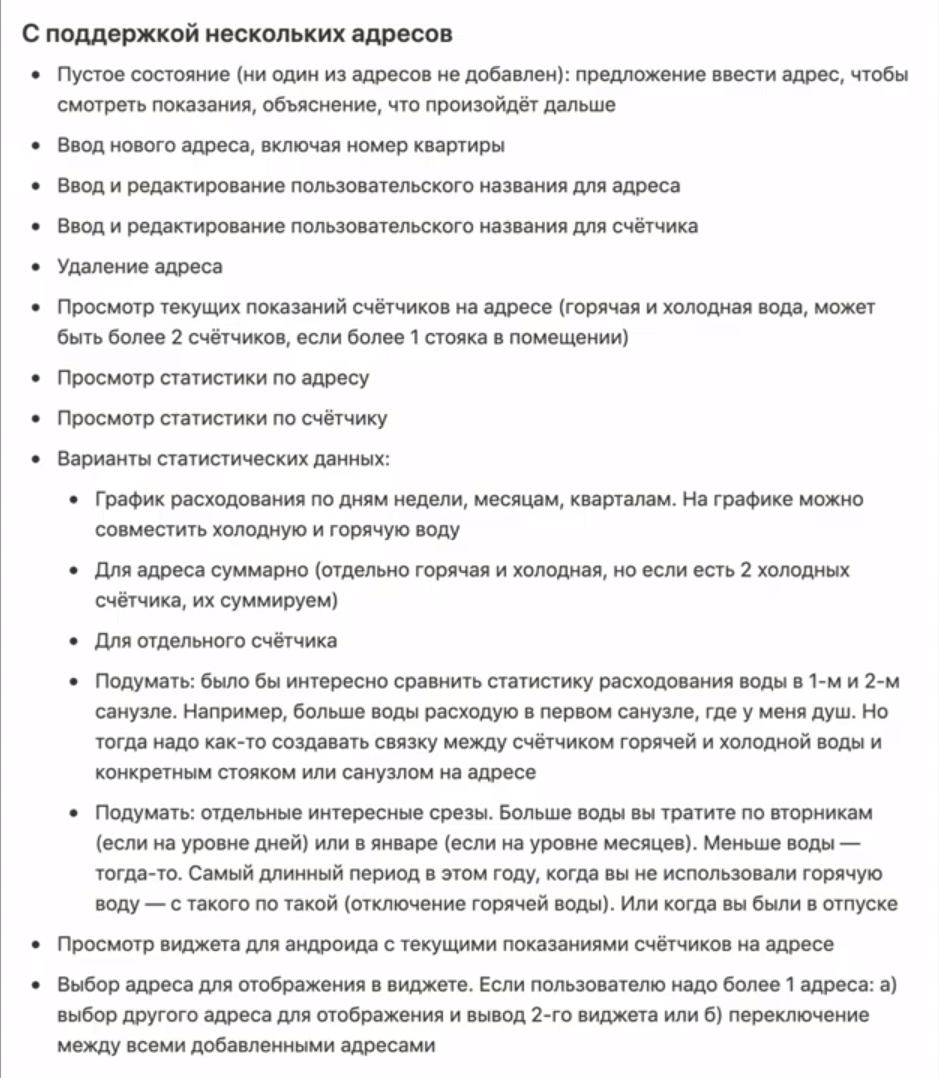 С поддержкой нескольких адресов
• Пустое состояние (ни один из адресов не добавлен): предложение ввести адрес, чтобы
смотреть показания, объяснение, что произойдёт дальше
• Ввод нового адреса, включая номер квартиры
• Ввод и редактирование пользовательского названия для адреса
• Ввод и редактирование пользовательского названия для счётчика
• Удаление адреса
• Просмотр текущих показаний счётчиков на адресе (горячая и холодная вода, может
быть более 2 счётчиков, если более 1 стояка в помещении)
• Просмотр статистики по адресу
• Просмотр статистики по счётчику
• Варианты статистических данных:
• График расходования по дням недели, месяцам, кварталам. На графике можно
совместить холодную и горячую воду
• Для адреса суммарно (отдельно горячая и холодная, но если есть 2 холодных
счётчика, их суммируем)
• Для отдельного счётчика
• Подумать: было бы интересно сравнить статистику расходования воды в 1-м и 2-м
санузле. Например, больше воды расходую в первом санузле, где у меня душ. Но
тогда надо как-то создавать связку между счётчиком горячей и холодной воды и
конкретным стояком или санузлом на адресе
• Подумать: отдельные интересные срезы. Больше воды вы тратите по вторникам
(если на уровне дней) или в январе (если на уровне месяцев). Меньше воды —
тогда-то. Самый длинный период в этом году, когда вы не использовали горячую
воду — с такого по такой (отключение горячей воды). Или когда вы были в отпуске
• Просмотр виджета для андроида с текущими показаниями счётчиков на адресе
• Выбор адреса для отображения в виджете. Если пользователю надо более 1 адреса: а)
выбор другого адреса для отображения и вывод 2-го виджета или б) переключение
между всеми добавленными адресами